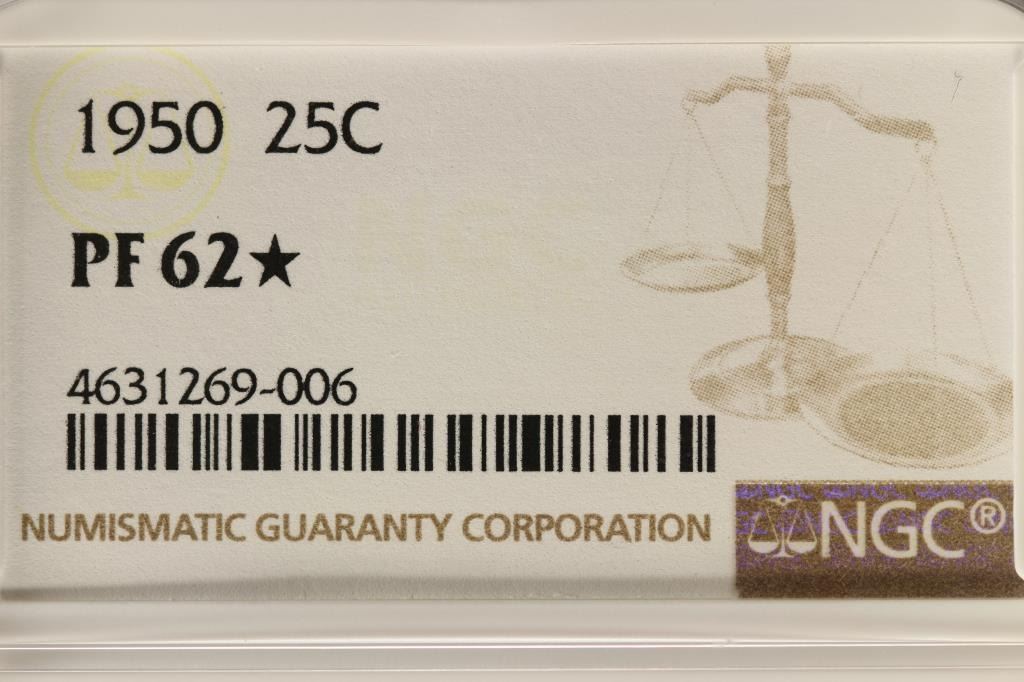 1950 25C
PF 62★
4631269-006
NUMISMATIC GUARANTY CORPORATION
NGC®